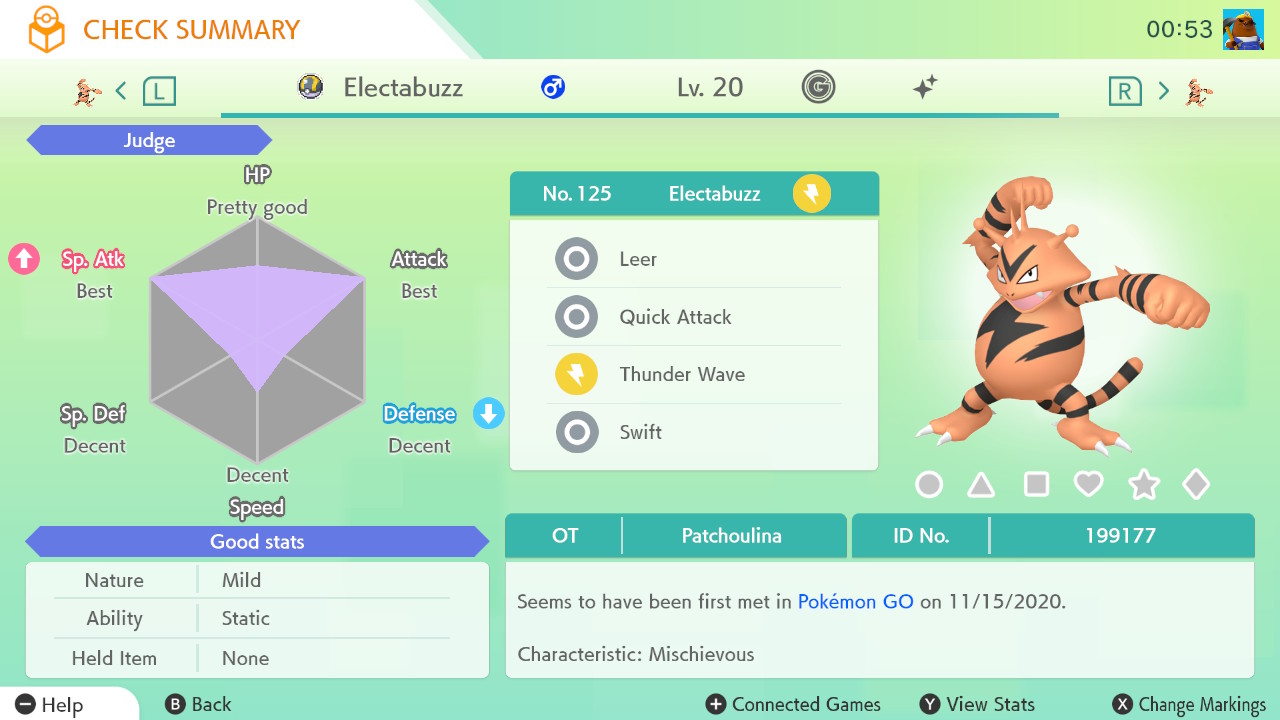 CHECK SUMMARY
00:53
L
Electabuzz
Lv. 20
G
R
Judge
HP
Pretty good
Sp. Atk
Best
Attack
Best
Sp. Def
Decent
Defense
Decent
Decent
Speed
Good stats
Nature Mild
Ability Static
Held Item None
No. 125 Electabuzz
Leer
Quick Attack
Thunder Wave
Swift
OT Patchoulina ID No. 199177
Seems to have been first met in Pokémon GO on 11/15/2020.
Characteristic: Mischievous
Help
B Back
Connected Games
Y View Stats
X Change Markings